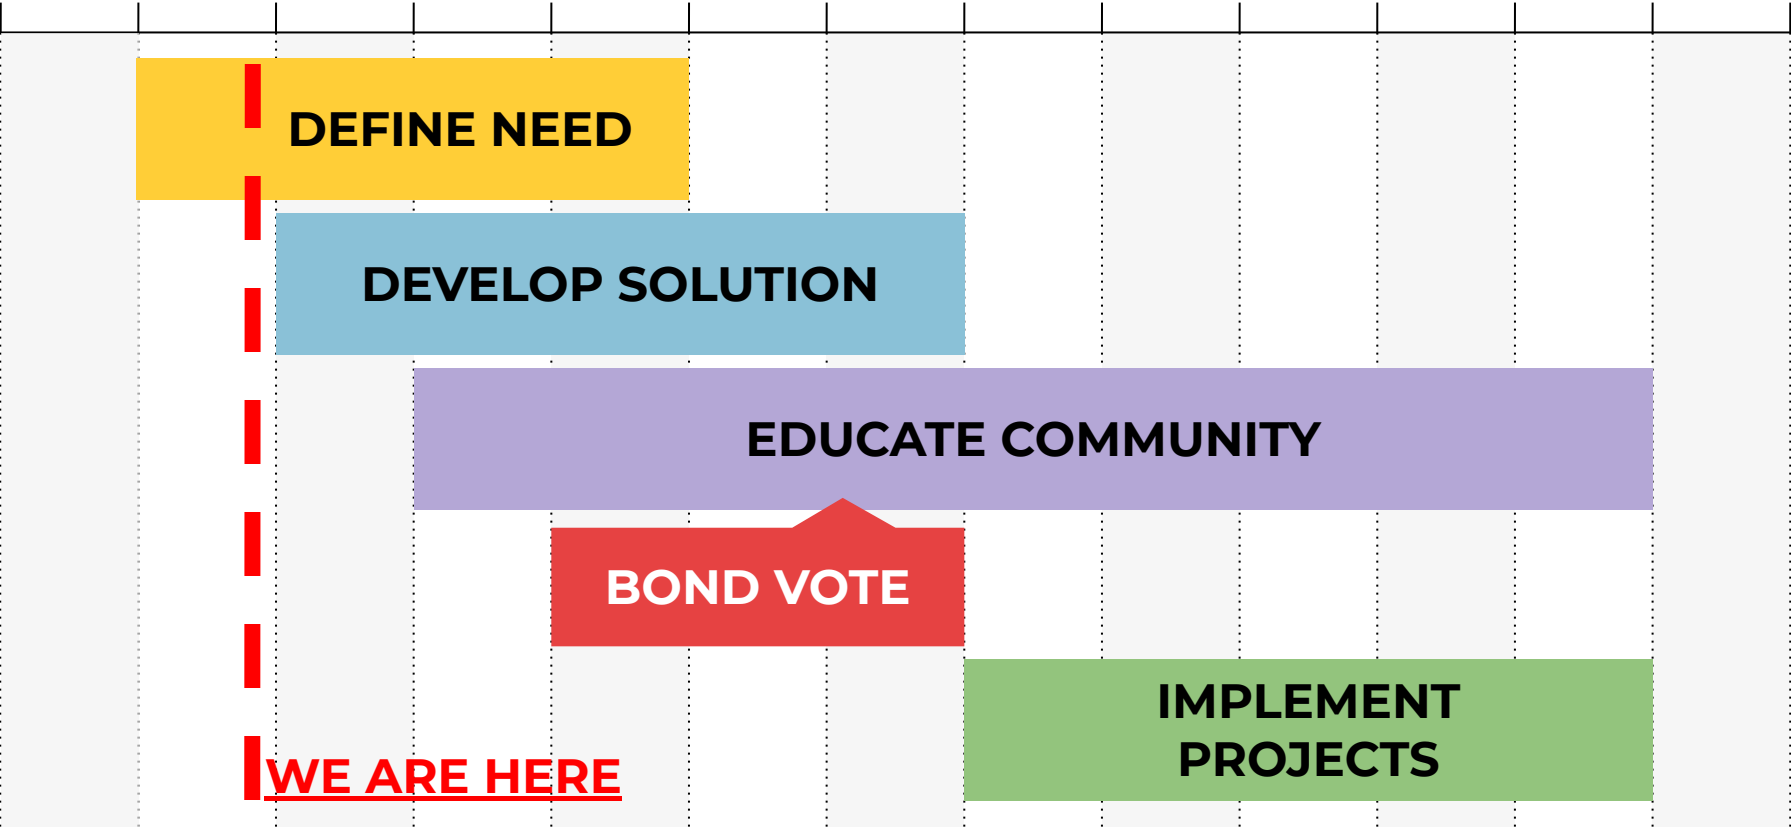 DEFINE NEED
DEVELOP SOLUTION
EDUCATE COMMUNITY
BOND VOTE
IMPLEMENT
PROJECTS
WE ARE HERE